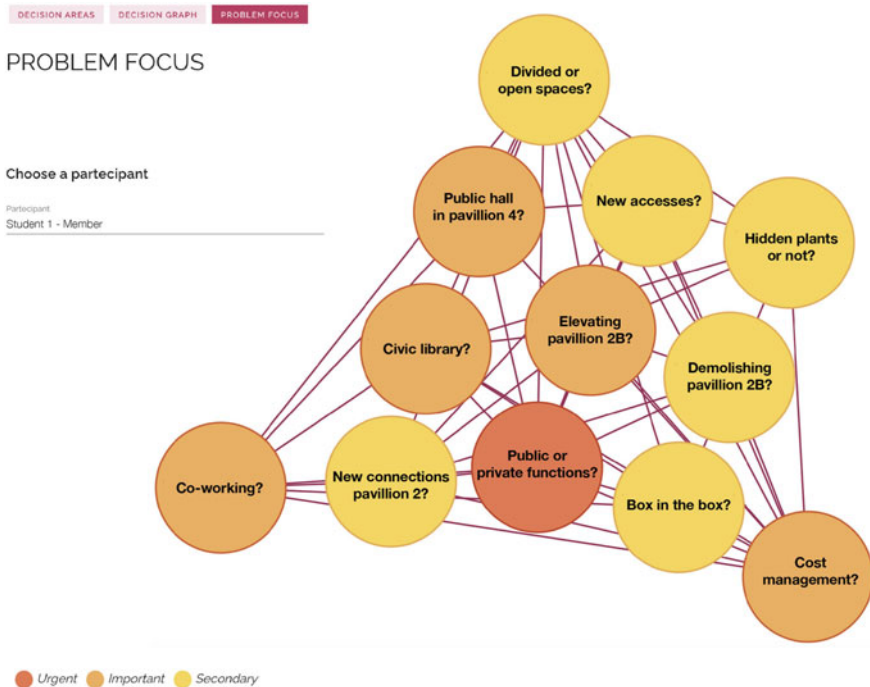 DECISION AREAS
DECISION GRAPH
PROBLEM FOCUS
PROBLEM FOCUS
Choose a partecipant
Partecipant
Student 1 - Member
Divided or
open spaces?
Public hall
in pavillion 4?
New accesses?
Hidden plants
or not?
Civic library?
Elevating
pavillion 2B?
Demolishing
pavillion 2B?
Co-working?
New connections
pavillion 2?
Public or
private functions?
Box in the box?
Cost
management?
Urgent
Important
Secondary